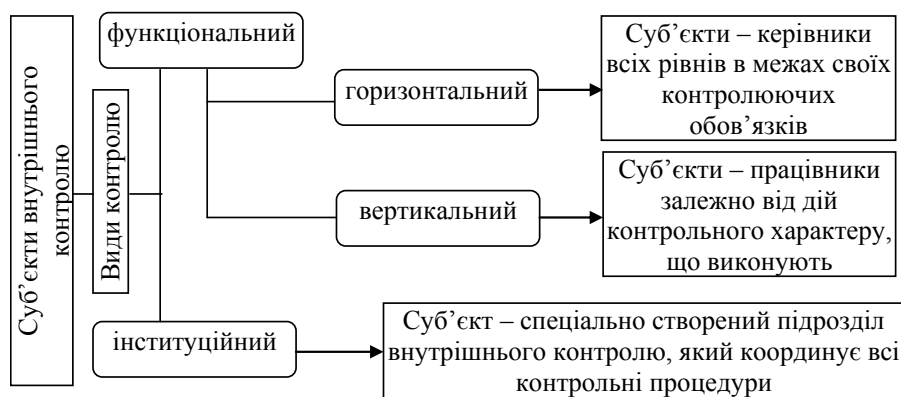 Суб’єкти внутрішнього
контролю
Види контролю
функціональний
горизонтальний
Суб’єкти – керівники
всіх рівнів в межах своїх
контролюючих
обов’язків
вертикальний
Суб’єкти – працівники
залежно від дій
контрольного характеру,
що виконують
інституційний
Суб’єкт – спеціально створений підрозділ
внутрішнього контролю, який координує всі
контрольні процедури